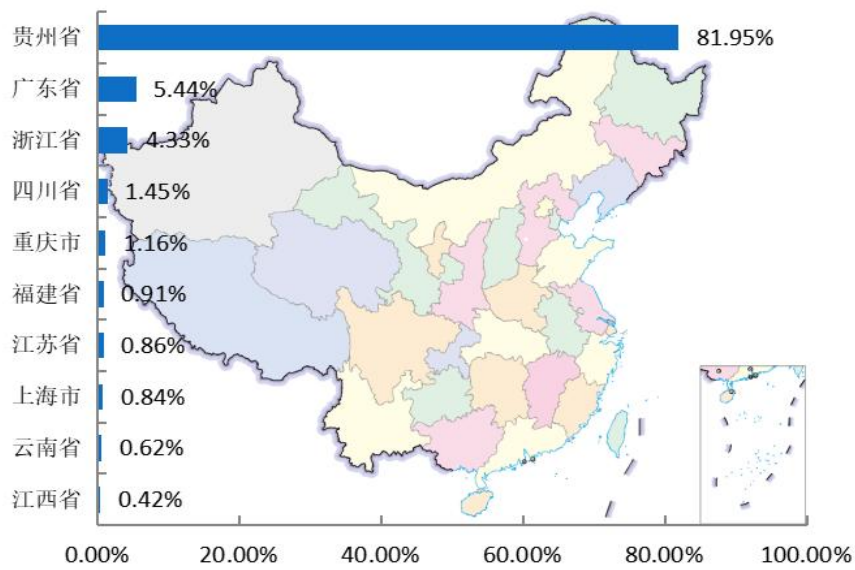 贵州省 81.95%
广东省 5.44%
浙江省 4.33%
四川省 1.45%
重庆市 1.16%
福建省 0.91%
江苏省 0.86%
上海市 0.84%
云南省 0.62%
江西省 0.42%
0.00% 20.00% 40.00% 60.00% 80.00% 100.00%